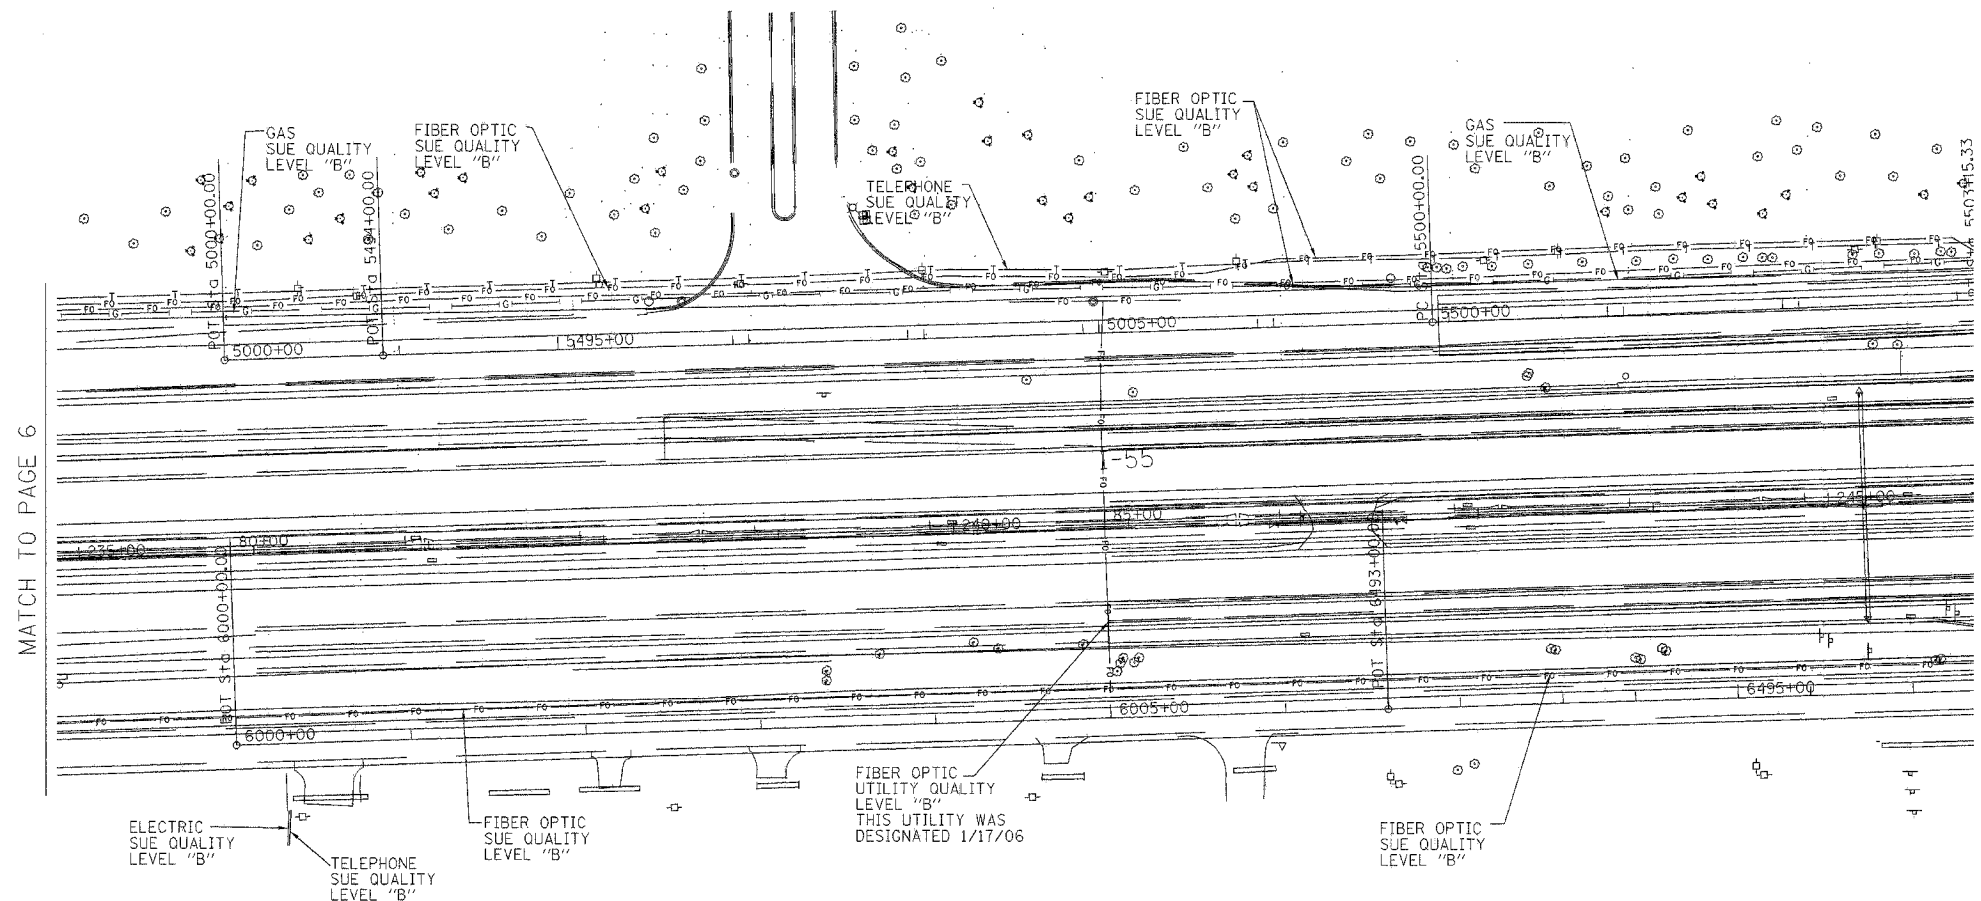 MATCH TO PAGE 6
GAS
SUE QUALITY
LEVEL "B"
FIBER OPTIC
SUE QUALITY
LEVEL "B"
TELEPHONE
SUE QUALITY
LEVEL "B"
FIBER OPTIC
SUE QUALITY
LEVEL "B"
GAS
SUE QUALITY
LEVEL "B"
POT Sta 5000+00.00
POT Sta 5494+00.00
PC
5500+00.00
5503+15.33
5000+00
5495+00
5005+00
5500+00
-55
235+00
80+00
240+00
85+00
245+00
POT Sta 6000+00.00
POT Sta 6493+00.00
6000+00
6005+00
6495+00
ELECTRIC
SUE QUALITY
LEVEL "B"
TELEPHONE
SUE QUALITY
LEVEL "B"
FIBER OPTIC
SUE QUALITY
LEVEL "B"
FIBER OPTIC
UTILITY QUALITY
LEVEL "B"
THIS UTILITY WAS
DESIGNATED 1/17/06
FIBER OPTIC
SUE QUALITY
LEVEL "B"